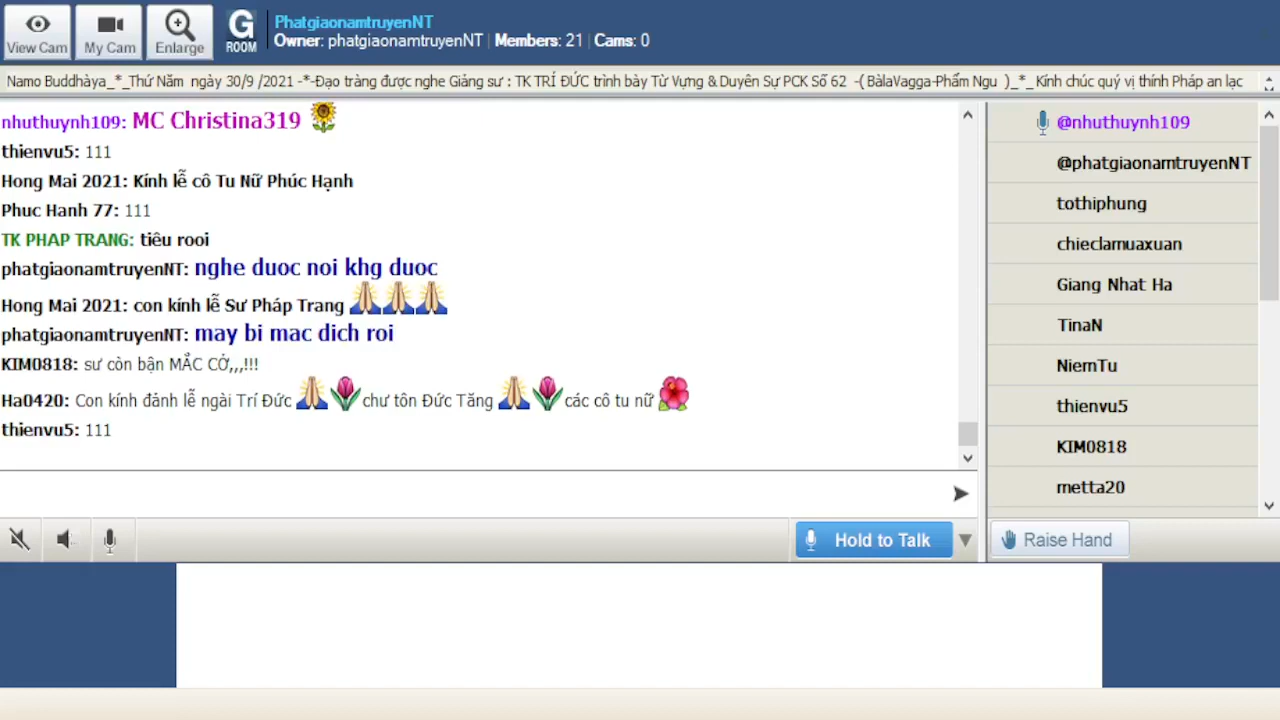 View Cam
My Cam
Enlarge
G
ROOM
PhatgiaonamtruyenNT
Owner: phatgiaonamtruyenNT | Members: 21 | Cams: 0
Namo Buddhàya_*_Thứ Năm ngày 30/9 /2021 -*-Đạo tràng được nghe Giảng sư : TK TRÍ ĐỨC trình bày Từ Vựng & Duyên Sự PCK Số 62 -( BàlaVagga-Phẩm Ngu )_*_ Kính chúc quý vị thính Pháp an lạc
nhuthuynh109: MC Christina319
thienvu5: 111
Hong Mai 2021: Kính lễ cô Tu Nữ Phúc Hạnh
Phuc Hanh 77: 111
TK PHAP TRANG: tiêu rooi
phatgiaonamtruyenNT: nghe duoc noi khg duoc
Hong Mai 2021: con kính lễ Sư Pháp Trang
phatgiaonamtruyenNT: may bi mac dich roi
KIM0818: sư còn bận MẮC CỞ,,,!!!
Ha0420: Con kính đảnh lễ ngài Trí Đức chư tôn Đức Tăng các cô tu nữ
thienvu5: 111
@nhuthuynh109
@phatgiaonamtruyenNT
tothiphung
chieclamuaxuan
Giang Nhat Ha
TinaN
NiemTu
thienvu5
KIM0818
metta20
Hold to Talk
Raise Hand